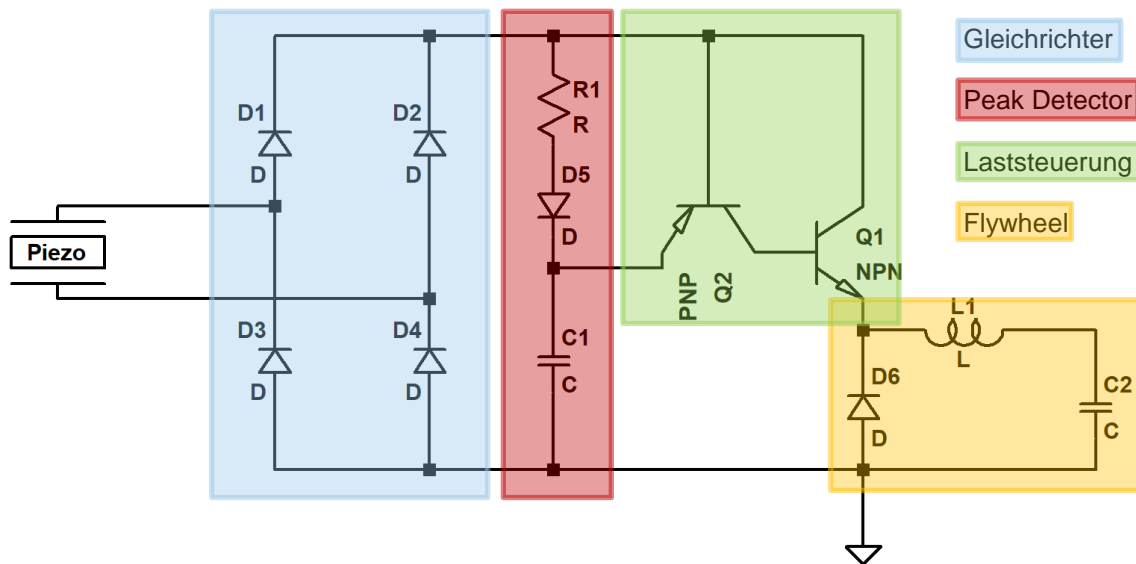 Gleichrichter
R1
R
Peak Detector
D1
D2
D
D
D5
D
Laststeuerung
Piezo
Q1
NPN
PNP
Q2
Flywheel
D3
D4
D
D
C1
C
L1
L
D6
D
C2
C